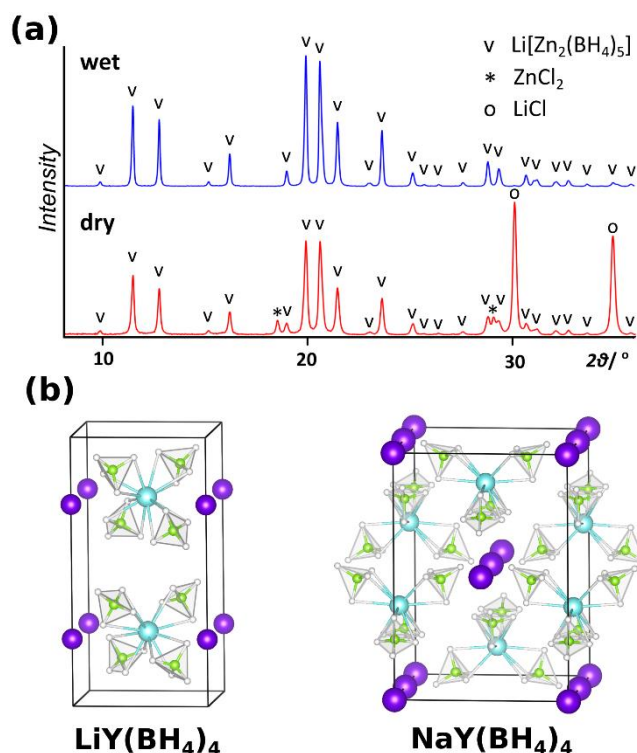 (a)
wet
v Li[Zn₂(BH₄)₅]
* ZnCl₂
o LiCl
v v v v v v v v v v v v v v v v v v v v v v
Intensity
dry
o o
v v v v * v v v v v v v v v v * v v v v v v
10 20 30 2ϑ/ °
(b)
LiY(BH₄)₄ NaY(BH₄)₄